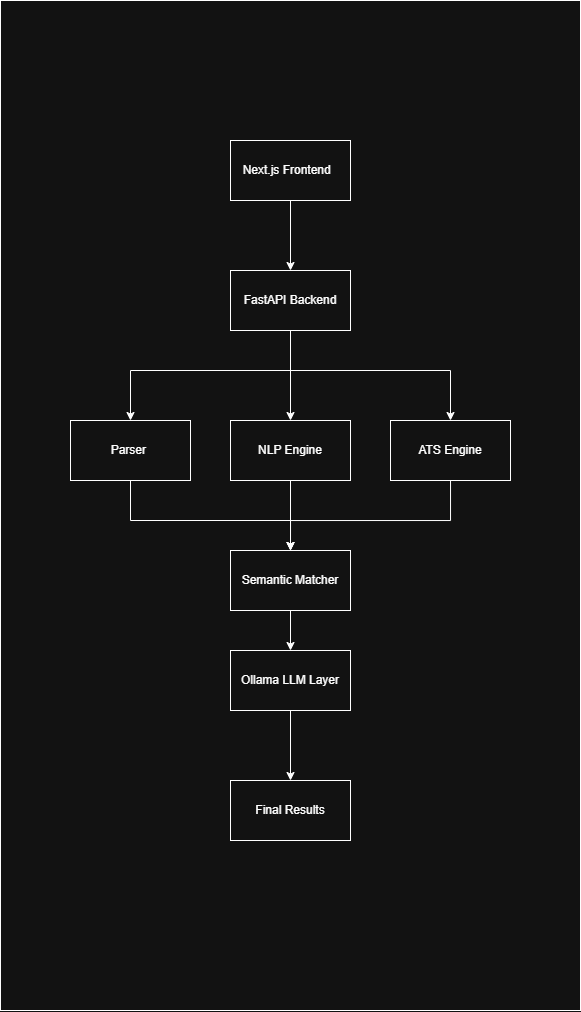 Next.js Frontend
FastAPI Backend
Parser
NLP Engine
ATS Engine
Semantic Matcher
Ollama LLM Layer
Final Results